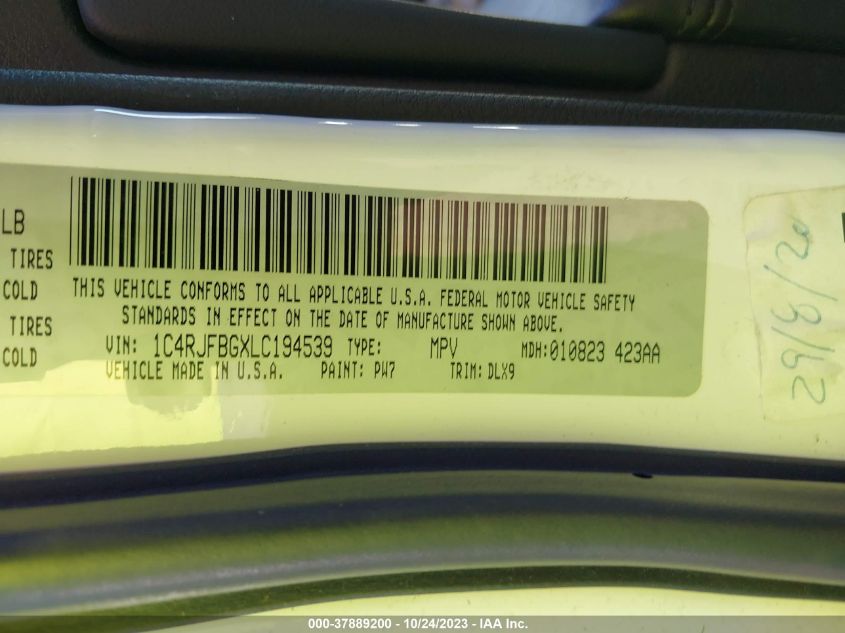 LB
TIRES
COLD
TIRES
COLD
THIS VEHICLE CONFORMS TO ALL APPLICABLE U.S.A. FEDERAL MOTOR VEHICLE SAFETY
STANDARDS IN EFFECT ON THE DATE OF MANUFACTURE SHOWN ABOVE.
VIN: 1C4RJFBGXLC194539 TYPE: MPV MDH:010823 423AA
VEHICLE MADE IN U.S.A. PAINT: PW7 TRIM: DLX9
29/8/20
000-37889200 - 10/24/2023 - IAA Inc.